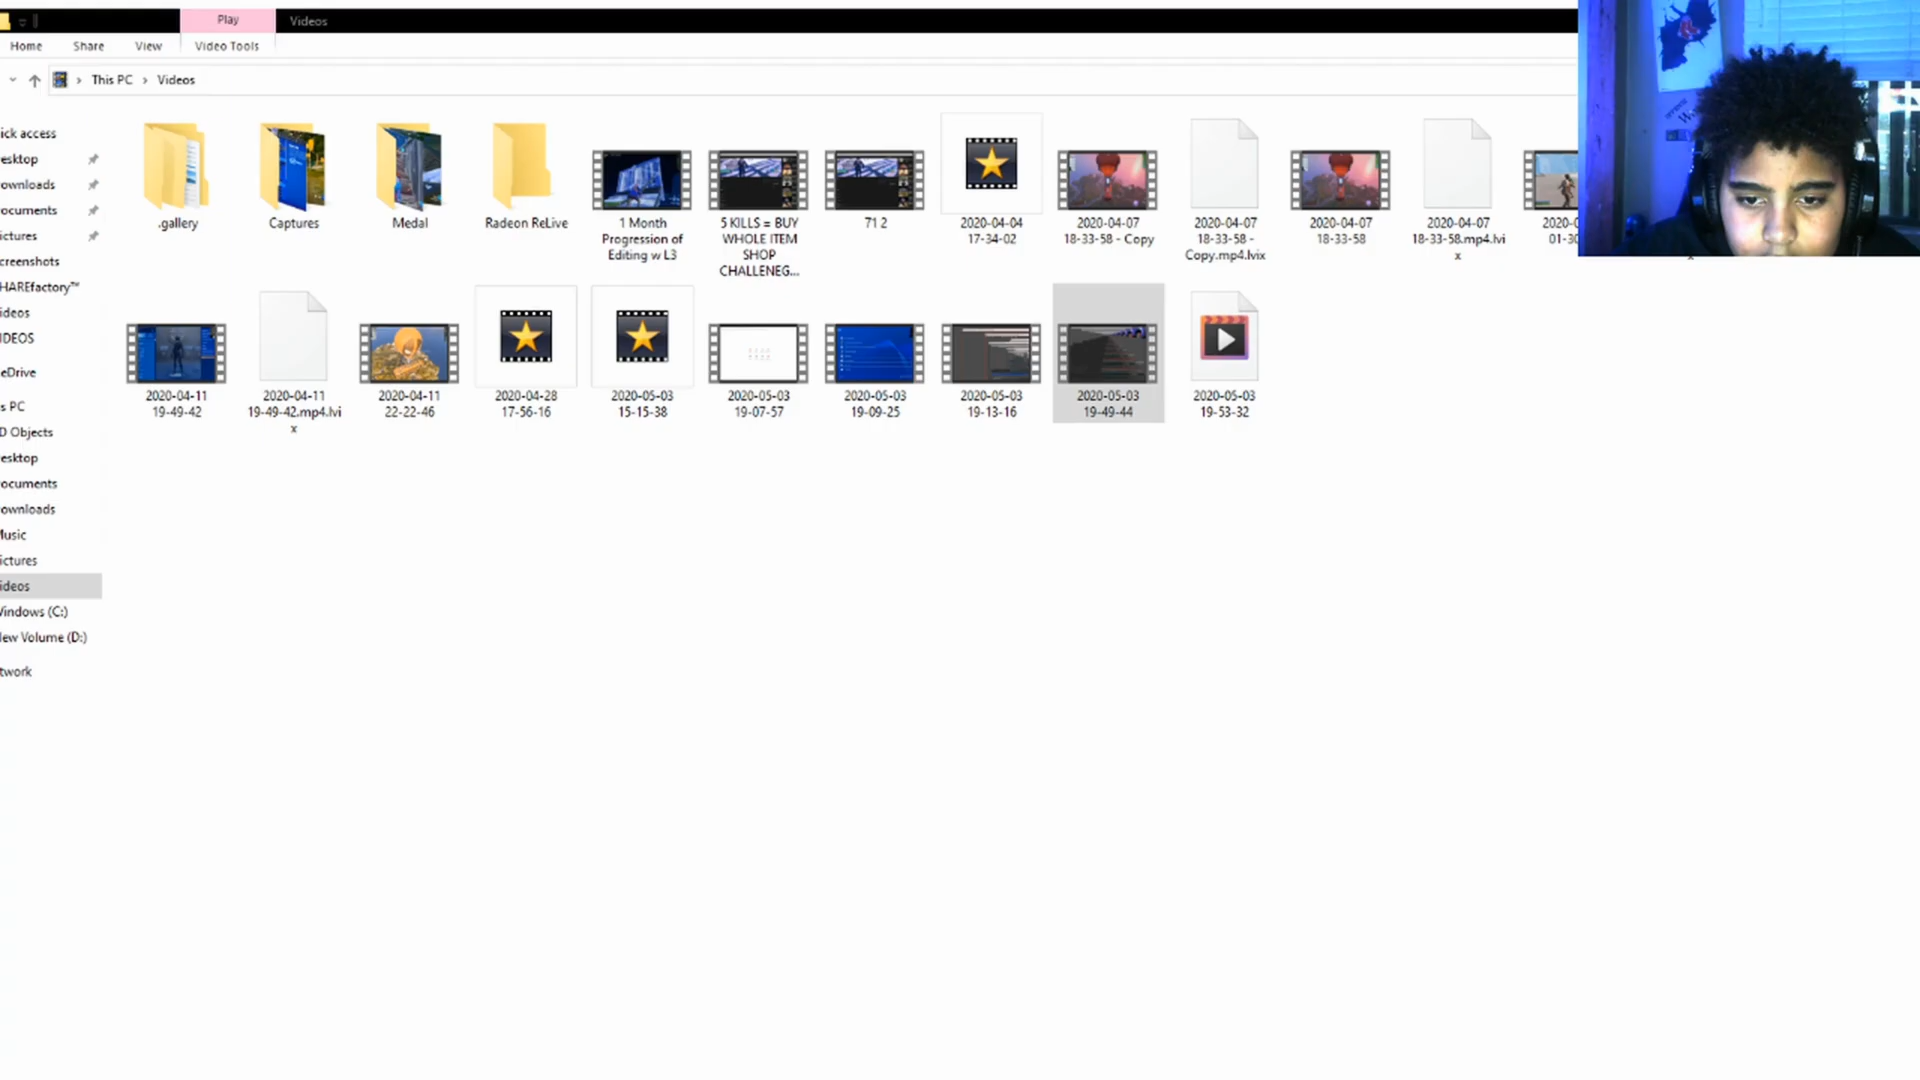 Play
Videos
Home
Share
View
Video Tools
This PC
Videos
ick access
esktop
ownloads
ocuments
ictures
creenshots
HAREfactory™
ideos
IDEOS
eDrive
s PC
D Objects
esktop
ocuments
ownloads
Music
ictures
ideos
Windows (C:)
lew Volume (D:)
twork
.gallery
Captures
Medal
Radeon ReLive
1 Month
Progression of
Editing w L3
5 KILLS = BUY
WHOLE ITEM
SHOP
CHALLENEG...
71 2
2020-04-04
17-34-02
2020-04-07
18-33-58 - Copy
2020-04-07
18-33-58 -
Copy.mp4.lvix
2020-04-07
18-33-58
2020-04-07
18-33-58.mp4.lvi
x
2020-0
01-30
2020-04-11
19-49-42
2020-04-11
19-49-42.mp4.lvi
x
2020-04-11
22-22-46
2020-04-28
17-56-16
2020-05-03
15-15-38
2020-05-03
19-07-57
2020-05-03
19-09-25
2020-05-03
19-13-16
2020-05-03
19-49-44
2020-05-03
19-53-32